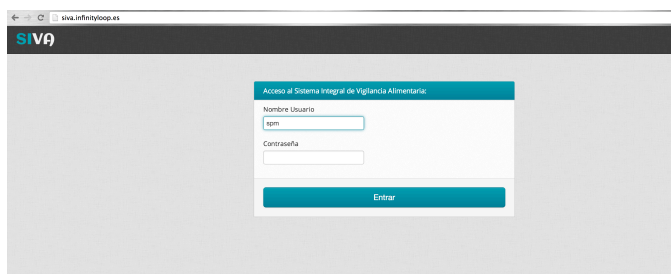 siva.infinityloop.es
SIVA
Acceso al Sistema Integral de Vigilancia Alimentaria:
Nombre Usuario
spm
Contraseña
Entrar